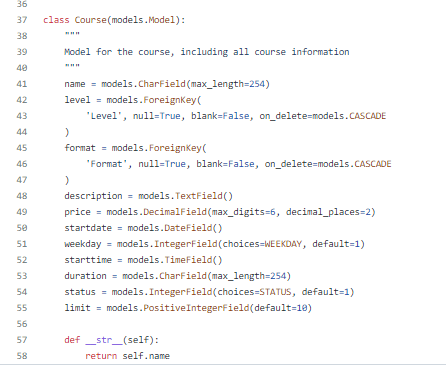 36
37 class Course(models.Model):
38 """
39 Model for the course, including all course information
40 """
41 name = models.CharField(max_length=254)
42 level = models.ForeignKey(
43 'Level', null=True, blank=False, on_delete=models.CASCADE
44 )
45 format = models.ForeignKey(
46 'Format', null=True, blank=False, on_delete=models.CASCADE
47 )
48 description = models.TextField()
49 price = models.DecimalField(max_digits=6, decimal_places=2)
50 startdate = models.DateField()
51 weekday = models.IntegerField(choices=WEEKDAY, default=1)
52 starttime = models.TimeField()
53 duration = models.CharField(max_length=254)
54 status = models.IntegerField(choices=STATUS, default=1)
55 limit = models.PositiveIntegerField(default=10)
56
57 def __str__(self):
58 return self.name